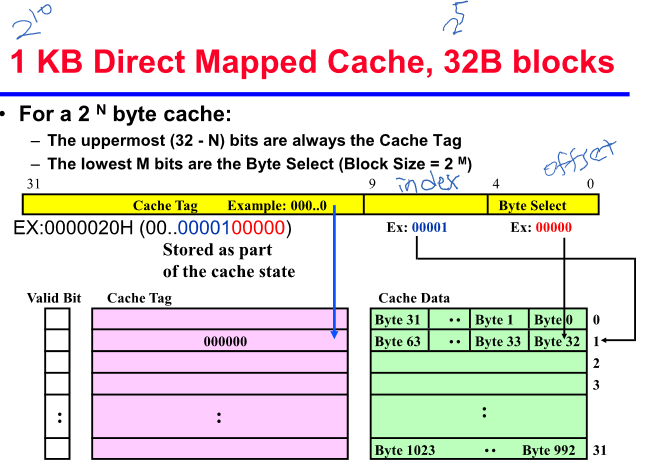 2^10 2^5
1 KB Direct Mapped Cache, 32B blocks
• For a 2 ^N byte cache:
– The uppermost (32 - N) bits are always the Cache Tag
– The lowest M bits are the Byte Select (Block Size = 2 ^M)
offset
31 9 index 4 0
Cache Tag Example: 000..0 Byte Select
EX:0000020H (00..0000100000) Ex: 00001 Ex: 00000
Stored as part
of the cache state
Valid Bit Cache Tag Cache Data
Byte 31 ·· Byte 1 Byte 0 0
000000 Byte 63 ·· Byte 33 Byte 32 1
2
3
: : :
Byte 1023 ·· Byte 992 31